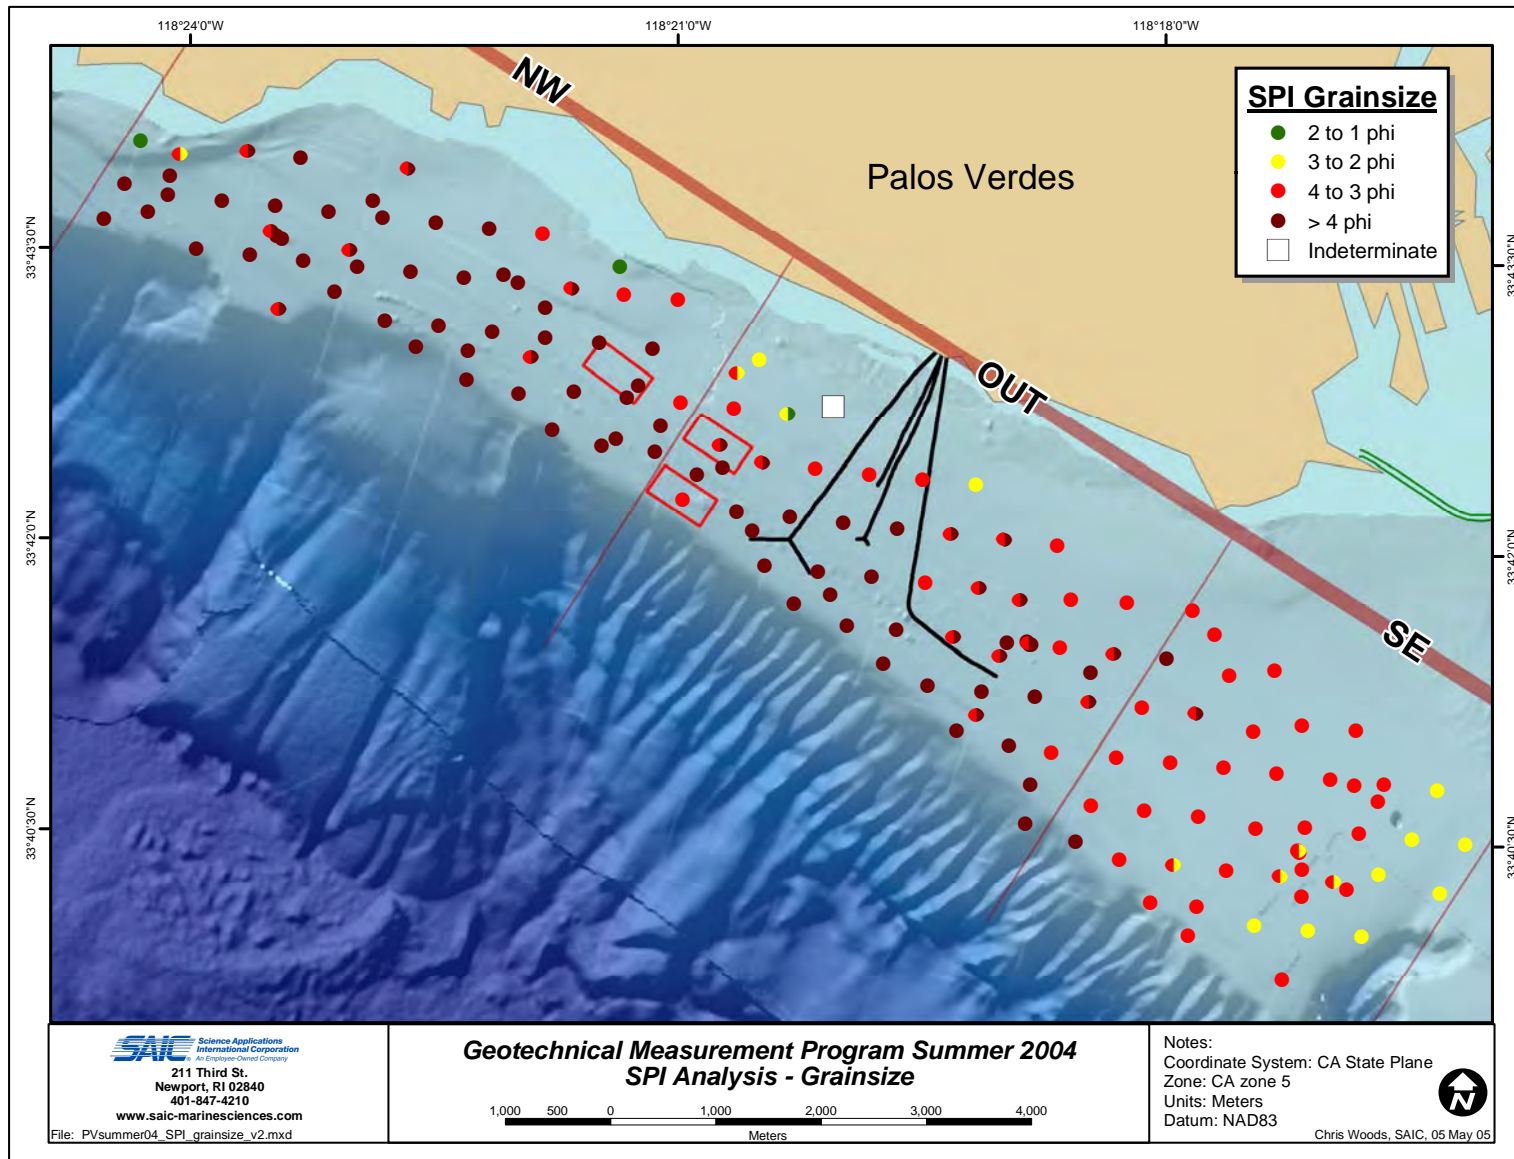 118°24'0"W
118°21'0"W
118°18'0"W
NW
SPI Grainsize
2 to 1 phi
3 to 2 phi
4 to 3 phi
> 4 phi
Indeterminate
Palos Verdes
33°43'30"N
33°43'30"N
OUT
33°42'0"N
33°42'0"N
SE
33°40'30"N
33°40'30"N
SAIC
Science Applications
International Corporation
An Employee-Owned Company
211 Third St.
Newport, RI 02840
401-847-4210
www.saic-marinesciences.com
File: PVsummer04_SPI_grainsize_v2.mxd
Geotechnical Measurement Program Summer 2004
SPI Analysis - Grainsize
1,000 500 0 1,000 2,000 3,000 4,000
Meters
Notes:
Coordinate System: CA State Plane
Zone: CA zone 5
Units: Meters
Datum: NAD83
N
Chris Woods, SAIC, 05 May 05